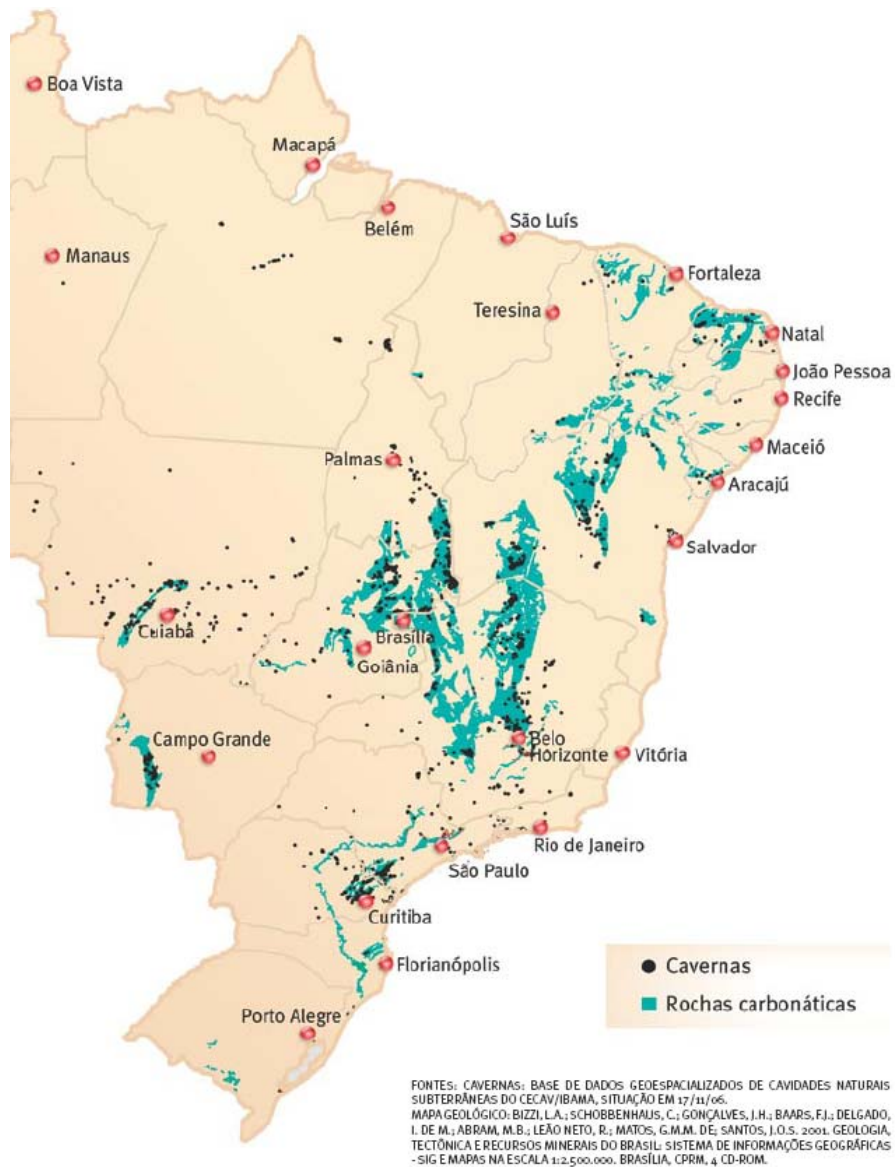 Boa Vista
Macapá
Belém
São Luís
Manaus
Fortaleza
Teresina
Natal
João Pessoa
Recife
Maceió
Palmas
Aracajú
Salvador
Cuiabá
Brasília
Goiânia
Campo Grande
Belo
Horizonte
Vitória
Rio de Janeiro
São Paulo
Curitiba
Florianópolis
Cavernas
Rochas carbonáticas
Porto Alegre
FONTES: CAVERNAS: BASE DE DADOS GEOESPACIALIZADOS DE CAVIDADES NATURAIS
SUBTERRÂNEAS DO CECAV/IBAMA, SITUAÇÃO EM 17/11/06.
MAPA GEOLÓGICO: BIZZI, L.A.; SCHOBBENHAUS, C.; GONÇALVES, J.H.; BAARS, F.J.; DELGADO,
I. DE M.; ABRAM, M.B.; LEÃO NETO, R.; MATOS, G.M.M. DE; SANTOS, J.O.S. 2001. GEOLOGIA,
TECTÔNICA E RECURSOS MINERAIS DO BRASIL: SISTEMA DE INFORMAÇÕES GEOGRÁFICAS
- SIG E MAPAS NA ESCALA 1:2.500.000. BRASÍLIA, CPRM, 4 CD-ROM.